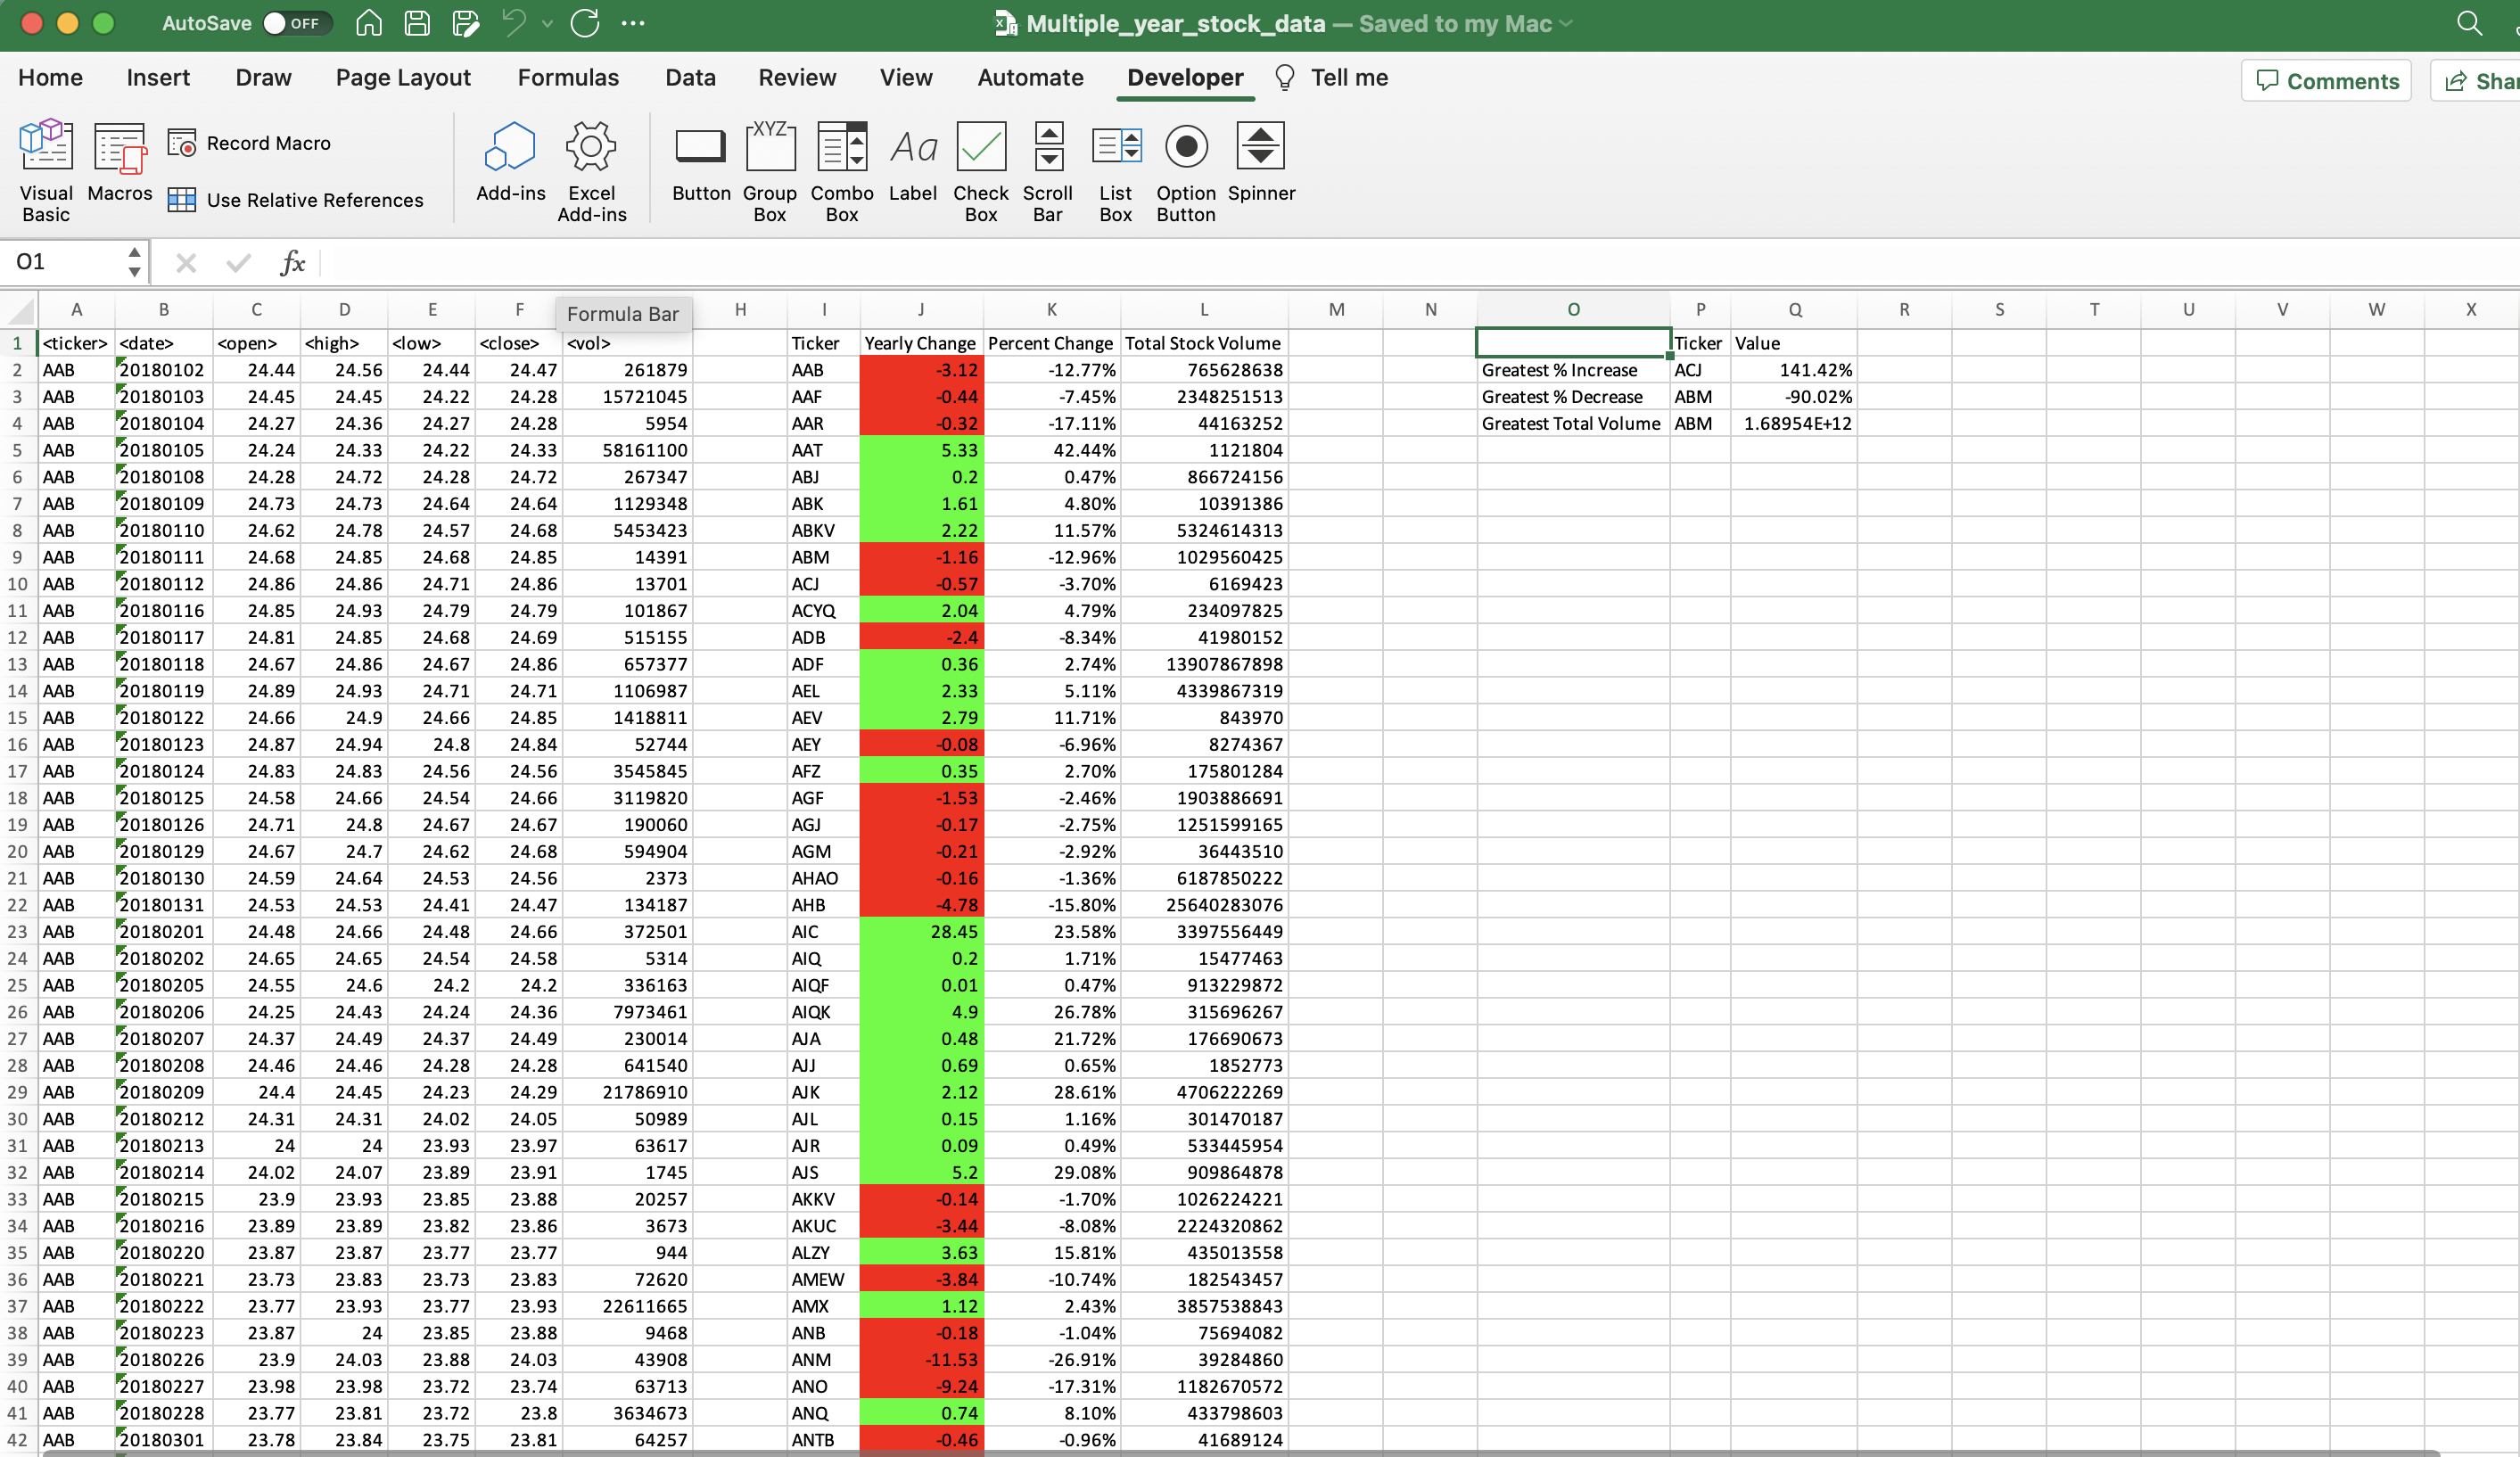 AutoSave OFF Multiple_year_stock_data — Saved to my Mac
Home Insert Draw Page Layout Formulas Data Review View Automate Developer Tell me Comments Shar
Visual Basic Macros Record Macro Use Relative References Add-ins Excel Add-ins Button XYZ Group Box Combo Box Aa Label Check Box Scroll Bar List Box Option Button Spinner
O1 fx
A B C D E F Formula Bar H I J K L M N O P Q R S T U V W X
1 <ticker> <date> <open> <high> <low> <close> <vol> Ticker Yearly Change Percent Change Total Stock Volume Ticker Value
2 AAB 20180102 24.44 24.56 24.44 24.47 261879 AAB -3.12 -12.77% 765628638 Greatest % Increase ACJ 141.42%
3 AAB 20180103 24.45 24.45 24.22 24.28 15721045 AAF -0.44 -7.45% 2348251513 Greatest % Decrease ABM -90.02%
4 AAB 20180104 24.27 24.36 24.27 24.28 5954 AAR -0.32 -17.11% 44163252 Greatest Total Volume ABM 1.68954E+12
5 AAB 20180105 24.24 24.33 24.22 24.33 58161100 AAT 5.33 42.44% 1121804
6 AAB 20180108 24.28 24.72 24.28 24.72 267347 ABJ 0.2 0.47% 866724156
7 AAB 20180109 24.73 24.73 24.64 24.64 1129348 ABK 1.61 4.80% 10391386
8 AAB 20180110 24.62 24.78 24.57 24.68 5453423 ABKV 2.22 11.57% 5324614313
9 AAB 20180111 24.68 24.85 24.68 24.85 14391 ABM -1.16 -12.96% 1029560425
10 AAB 20180112 24.86 24.86 24.71 24.86 13701 ACJ -0.57 -3.70% 6169423
11 AAB 20180116 24.85 24.93 24.79 24.79 101867 ACYQ 2.04 4.79% 234097825
12 AAB 20180117 24.81 24.85 24.68 24.69 515155 ADB -2.4 -8.34% 41980152
13 AAB 20180118 24.67 24.86 24.67 24.86 657377 ADF 0.36 2.74% 13907867898
14 AAB 20180119 24.89 24.93 24.71 24.71 1106987 AEL 2.33 5.11% 4339867319
15 AAB 20180122 24.66 24.9 24.66 24.85 1418811 AEV 2.79 11.71% 843970
16 AAB 20180123 24.87 24.94 24.8 24.84 52744 AEY -0.08 -6.96% 8274367
17 AAB 20180124 24.83 24.83 24.56 24.56 3545845 AFZ 0.35 2.70% 175801284
18 AAB 20180125 24.58 24.66 24.54 24.66 3119820 AGF -1.53 -2.46% 1903886691
19 AAB 20180126 24.71 24.8 24.67 24.67 190060 AGJ -0.17 -2.75% 1251599165
20 AAB 20180129 24.67 24.7 24.62 24.68 594904 AGM -0.21 -2.92% 36443510
21 AAB 20180130 24.59 24.64 24.53 24.56 2373 AHAO -0.16 -1.36% 6187850222
22 AAB 20180131 24.53 24.53 24.41 24.47 134187 AHB -4.78 -15.80% 25640283076
23 AAB 20180201 24.48 24.66 24.48 24.66 372501 AIC 28.45 23.58% 3397556449
24 AAB 20180202 24.65 24.65 24.54 24.58 5314 AIQ 0.2 1.71% 15477463
25 AAB 20180205 24.55 24.6 24.2 24.2 336163 AIQF 0.01 0.47% 913229872
26 AAB 20180206 24.25 24.43 24.24 24.36 7973461 AIQK 4.9 26.78% 315696267
27 AAB 20180207 24.37 24.49 24.37 24.49 230014 AJA 0.48 21.72% 176690673
28 AAB 20180208 24.46 24.46 24.28 24.28 641540 AJJ 0.69 0.65% 1852773
29 AAB 20180209 24.4 24.45 24.23 24.29 21786910 AJK 2.12 28.61% 4706222269
30 AAB 20180212 24.31 24.31 24.02 24.05 50989 AJL 0.15 1.16% 301470187
31 AAB 20180213 24 24 23.93 23.97 63617 AJR 0.09 0.49% 533445954
32 AAB 20180214 24.02 24.07 23.89 23.91 1745 AJS 5.2 29.08% 909864878
33 AAB 20180215 23.9 23.93 23.85 23.88 20257 AKKV -0.14 -1.70% 1026224221
34 AAB 20180216 23.89 23.89 23.82 23.86 3673 AKUC -3.44 -8.08% 2224320862
35 AAB 20180220 23.87 23.87 23.77 23.77 944 ALZY 3.63 15.81% 435013558
36 AAB 20180221 23.73 23.83 23.73 23.83 72620 AMEW -3.84 -10.74% 182543457
37 AAB 20180222 23.77 23.93 23.77 23.93 22611665 AMX 1.12 2.43% 3857538843
38 AAB 20180223 23.87 24 23.85 23.88 9468 ANB -0.18 -1.04% 75694082
39 AAB 20180226 23.9 24.03 23.88 24.03 43908 ANM -11.53 -26.91% 39284860
40 AAB 20180227 23.98 23.98 23.72 23.74 63713 ANO -9.24 -17.31% 1182670572
41 AAB 20180228 23.77 23.81 23.72 23.8 3634673 ANQ 0.74 8.10% 433798603
42 AAB 20180301 23.78 23.84 23.75 23.81 64257 ANTB -0.46 -0.96% 41689124